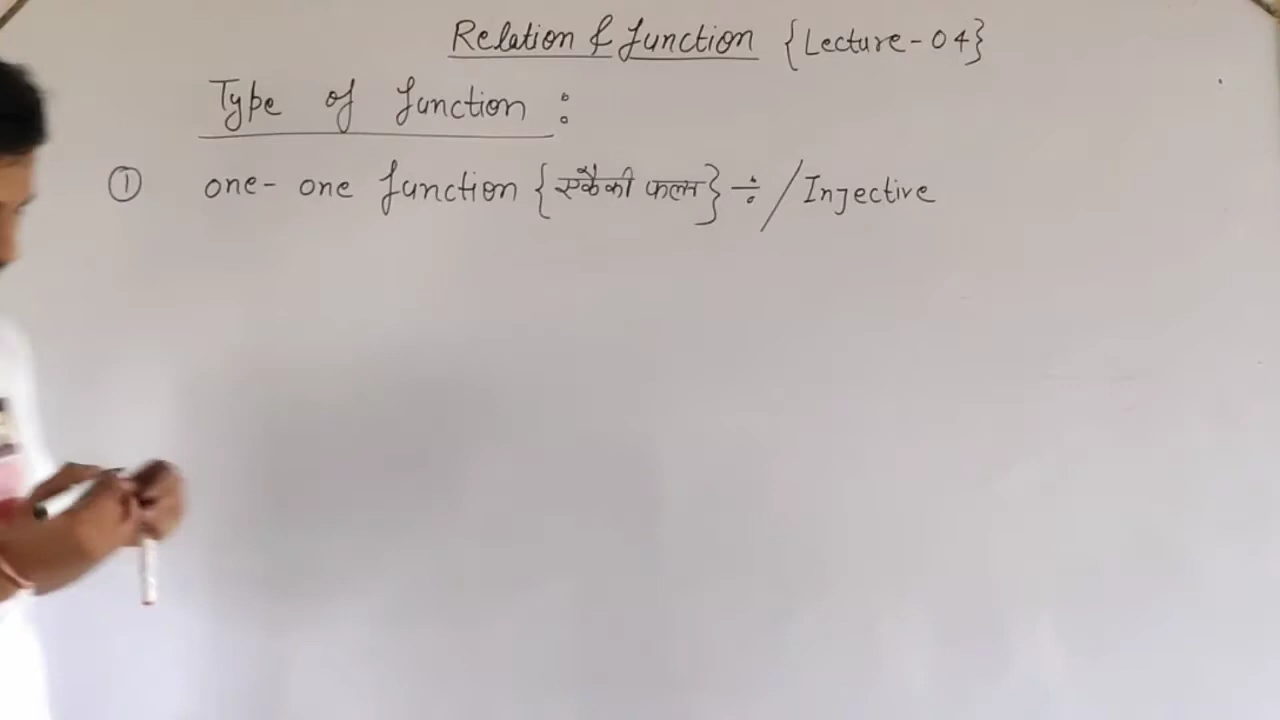 Relation & function {Lecture-04}
Type of function :
① one-one function {एकैकी फलन} ÷ / Injective